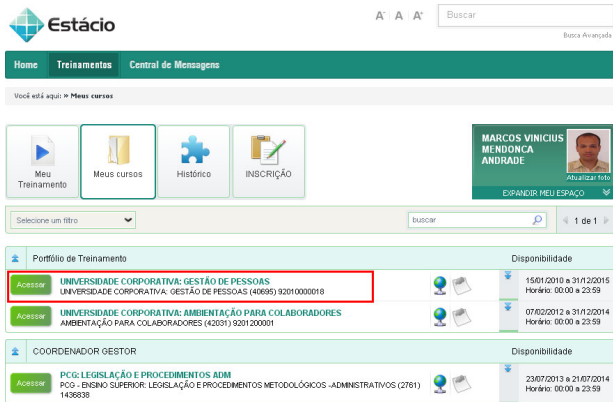 Estácio
A- A A+
Buscar
Busca Avançada
Home Treinamentos Central de Mensagens
Você está aqui: » Meus cursos
Meu Treinamento
Meus cursos
Histórico
INSCRIÇÃO
MARCOS VINICIUS
MENDONCA
ANDRADE
Atualizar foto
EXPANDIR MEU ESPAÇO
Selecione um filtro
buscar
1 de 1
Portfólio de Treinamento Disponibilidade
Acessar
UNIVERSIDADE CORPORATIVA: GESTÃO DE PESSOAS
UNIVERSIDADE CORPORATIVA: GESTÃO DE PESSOAS (40695) 92010000018
15/01/2010 a 31/12/2015
Horário: 00:00 a 23:59
Acessar
UNIVERSIDADE CORPORATIVA: AMBIENTAÇÃO PARA COLABORADORES
AMBIENTAÇÃO PARA COLABORADORES (42031) 9201200001
07/02/2012 a 31/12/2014
Horário: 00:00 a 23:59
COORDENADOR GESTOR Disponibilidade
Acessar
PCG: LEGISLAÇÃO E PROCEDIMENTOS ADM
PCG - ENSINO SUPERIOR: LEGISLAÇÃO E PROCEDIMENTOS METODOLÓGICOS -ADMINISTRATIVOS (2761)
1436838
23/07/2013 a 21/07/2014
Horário: 00:00 a 23:59